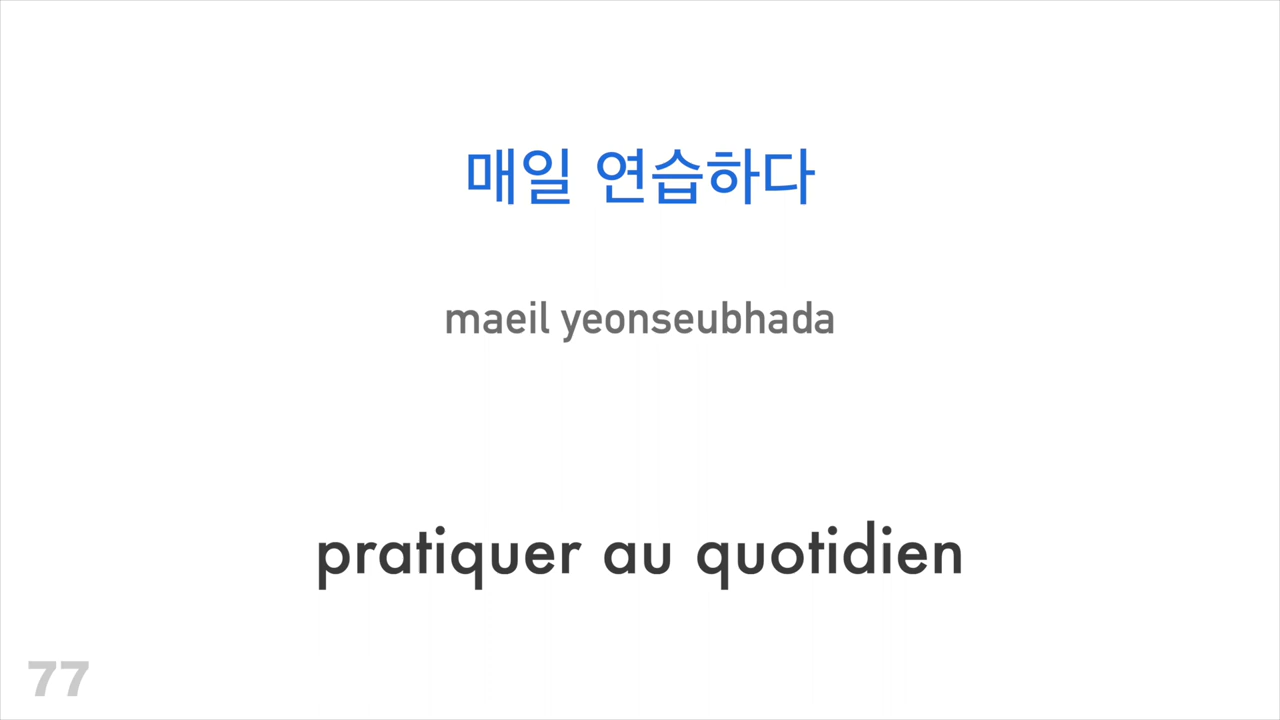 매일 연습하다
maeil yeonseubhada
pratiquer au quotidien
77